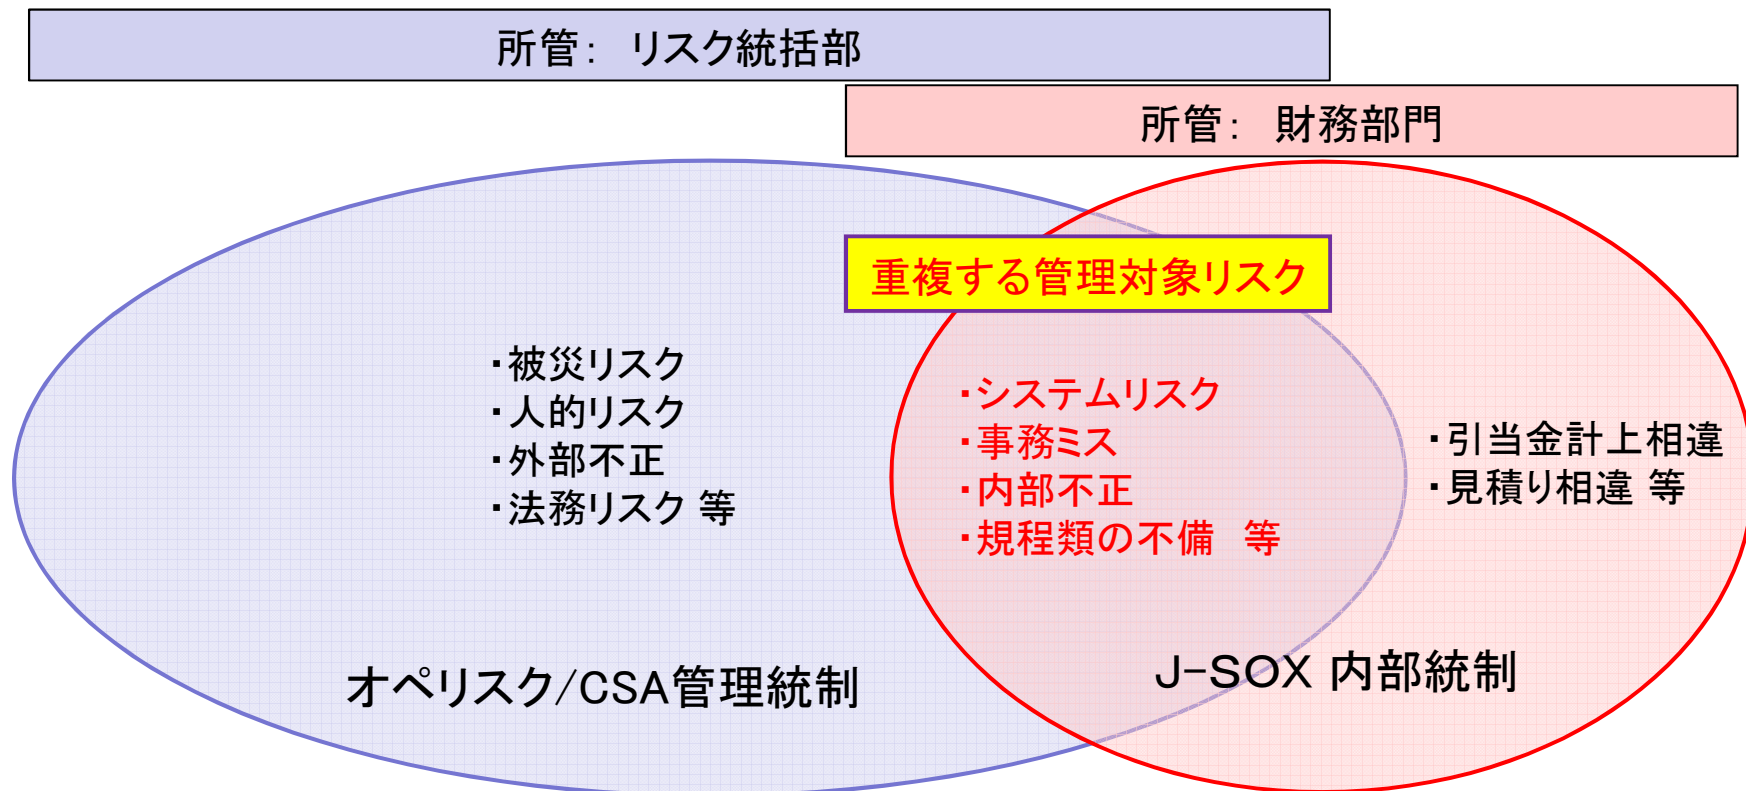 所管： リスク統括部
所管： 財務部門
重複する管理対象リスク
・被災リスク
・人的リスク
・外部不正
・法務リスク 等
・システムリスク
・事務ミス
・内部不正
・規程類の不備 等
・引当金計上相違
・見積り相違 等
オペリスク/CSA管理統制
J-SOX 内部統制